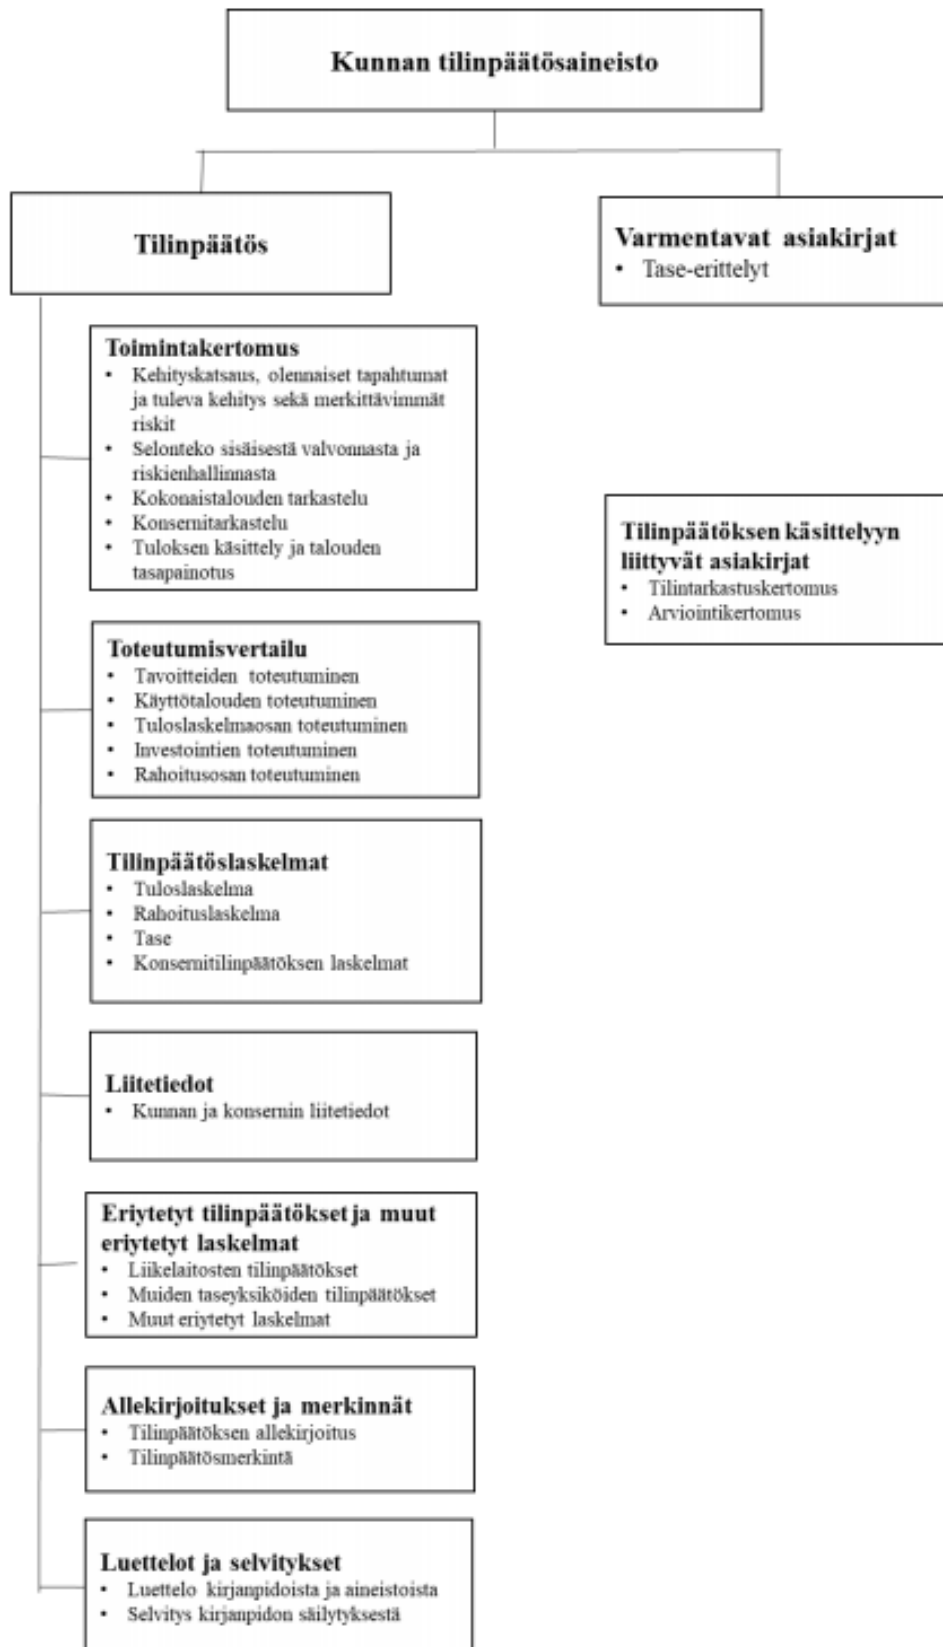 Kunnan tilinpäätösaineisto
Tilinpäätös
Varmentavat asiakirjat
• Tase-erittelyt
Toimintakertomus
• Kehityskatsaus, olennaiset tapahtumat
ja tuleva kehitys sekä merkittävimmät
riskit
• Selonteko sisäisestä valvonnasta ja
riskienhallinnasta
• Kokonaistalouden tarkastelu
• Konsernitarkastelu
• Tuloksen käsittely ja talouden
tasapainotus
Tilinpäätöksen käsittelyyn
liittyvät asiakirjat
• Tilintarkastuskertomus
• Arviointikertomus
Toteutumisvertailu
• Tavoitteiden toteutuminen
• Käyttötalouden toteutuminen
• Tuloslaskelmaosan toteutuminen
• Investointien toteutuminen
• Rahoitusosan toteutuminen
Tilinpäätöslaskelmat
• Tuloslaskelma
• Rahoituslaskelma
• Tase
• Konsernitilinpäätöksen laskelmat
Liitetiedot
• Kunnan ja konsernin liitetiedot
Eriytetyt tilinpäätökset ja muut
eriytetyt laskelmat
• Liikelaitosten tilinpäätökset
• Muiden taseyksiköiden tilinpäätökset
• Muut eriytetyt laskelmat
Allekirjoitukset ja merkinnät
• Tilinpäätöksen allekirjoitus
• Tilinpäätösmerkintä
Luettelot ja selvitykset
• Luettelo kirjanpidoista ja aineistoista
• Selvitys kirjanpidon säilytyksestä